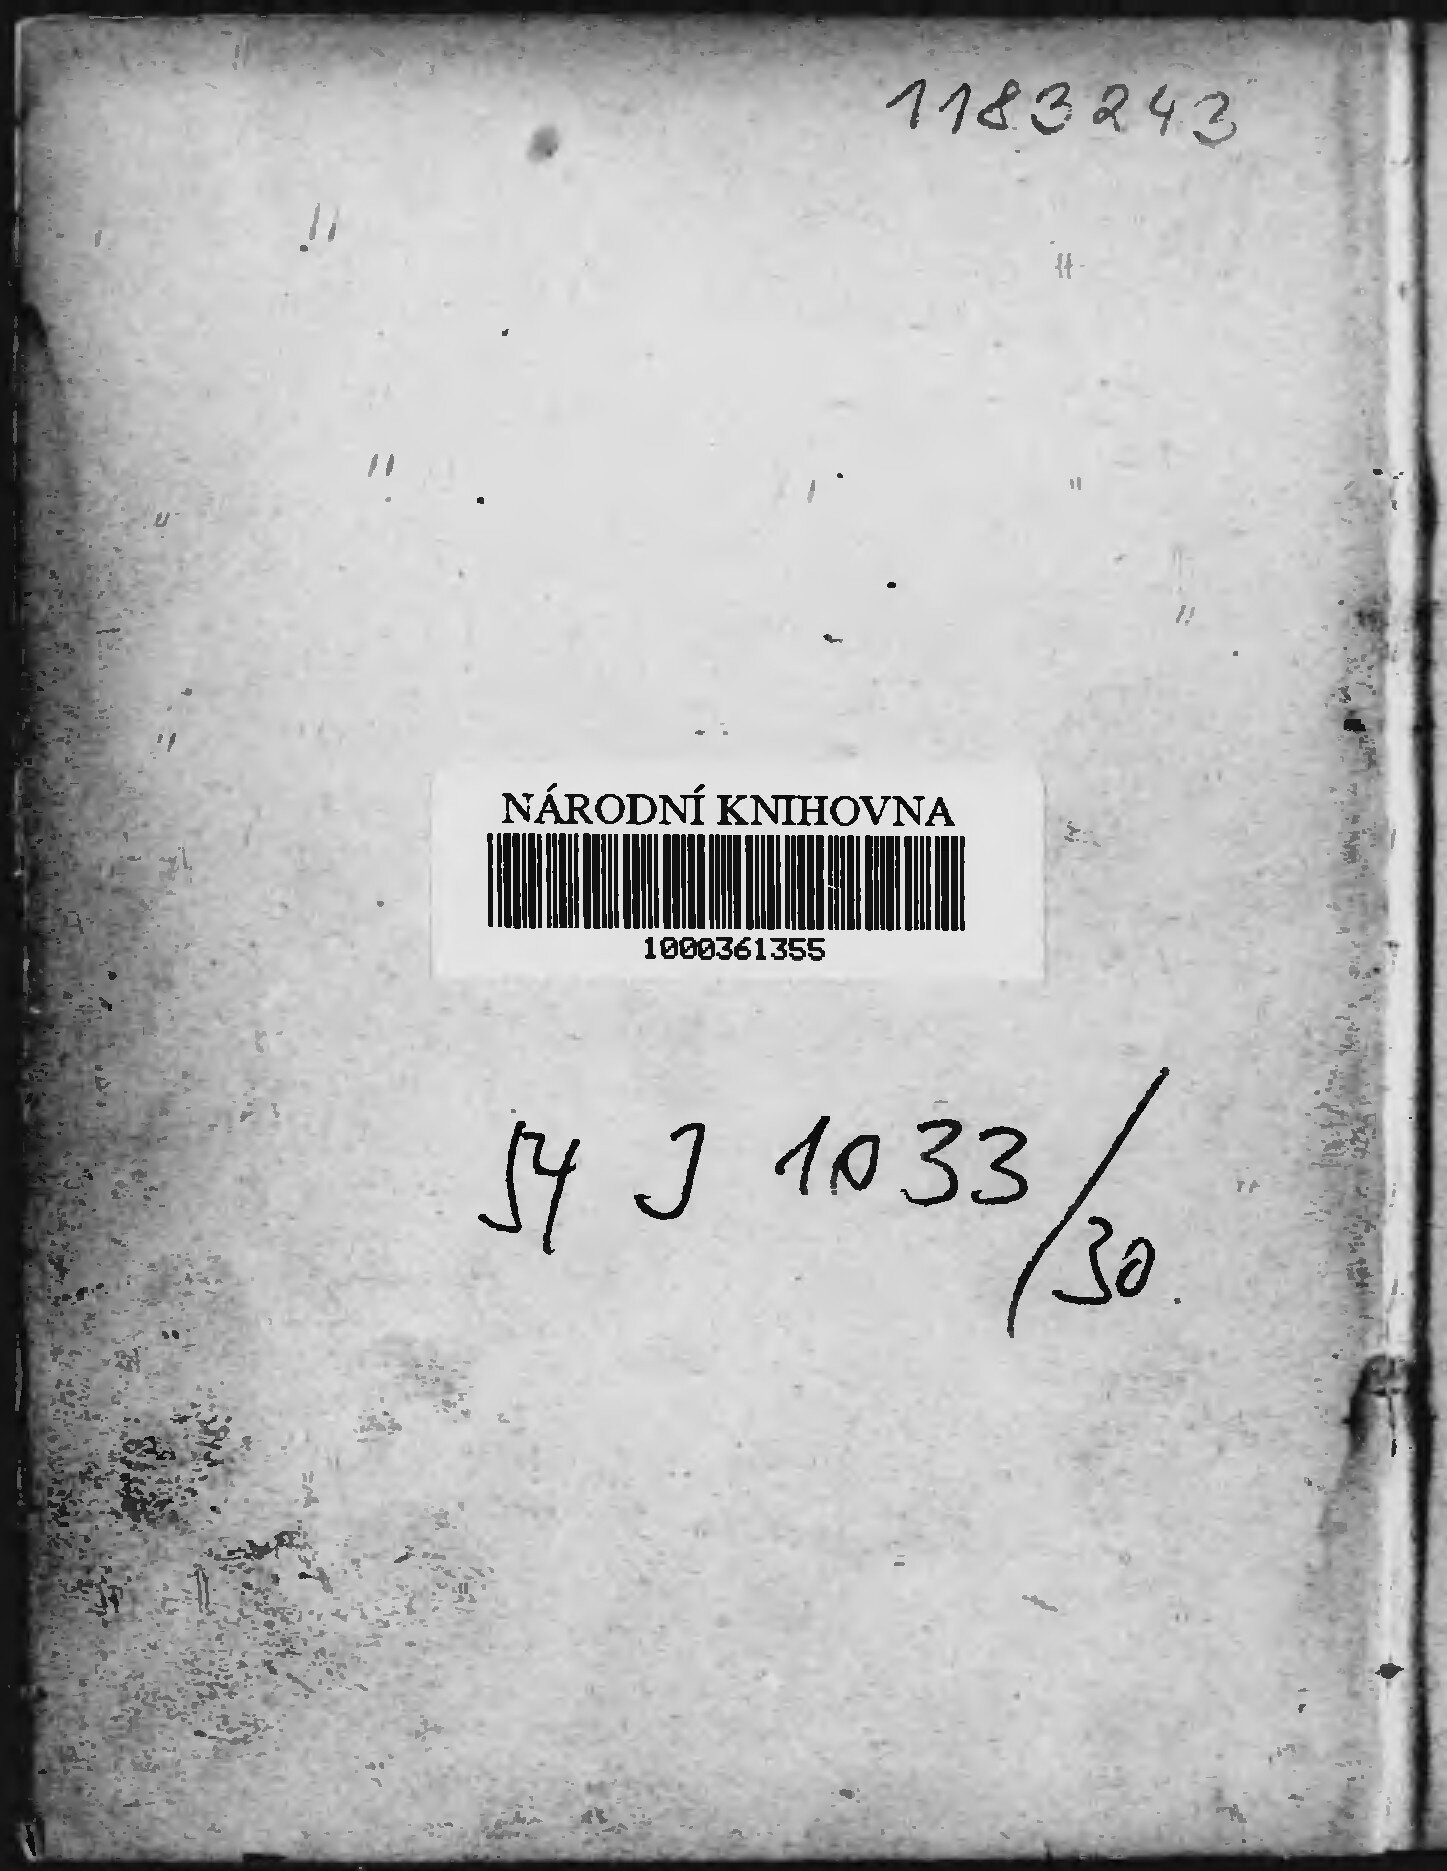 1183243
NÁRODNÍ KNIHOVNA
1000361355
54 J 1033/30.